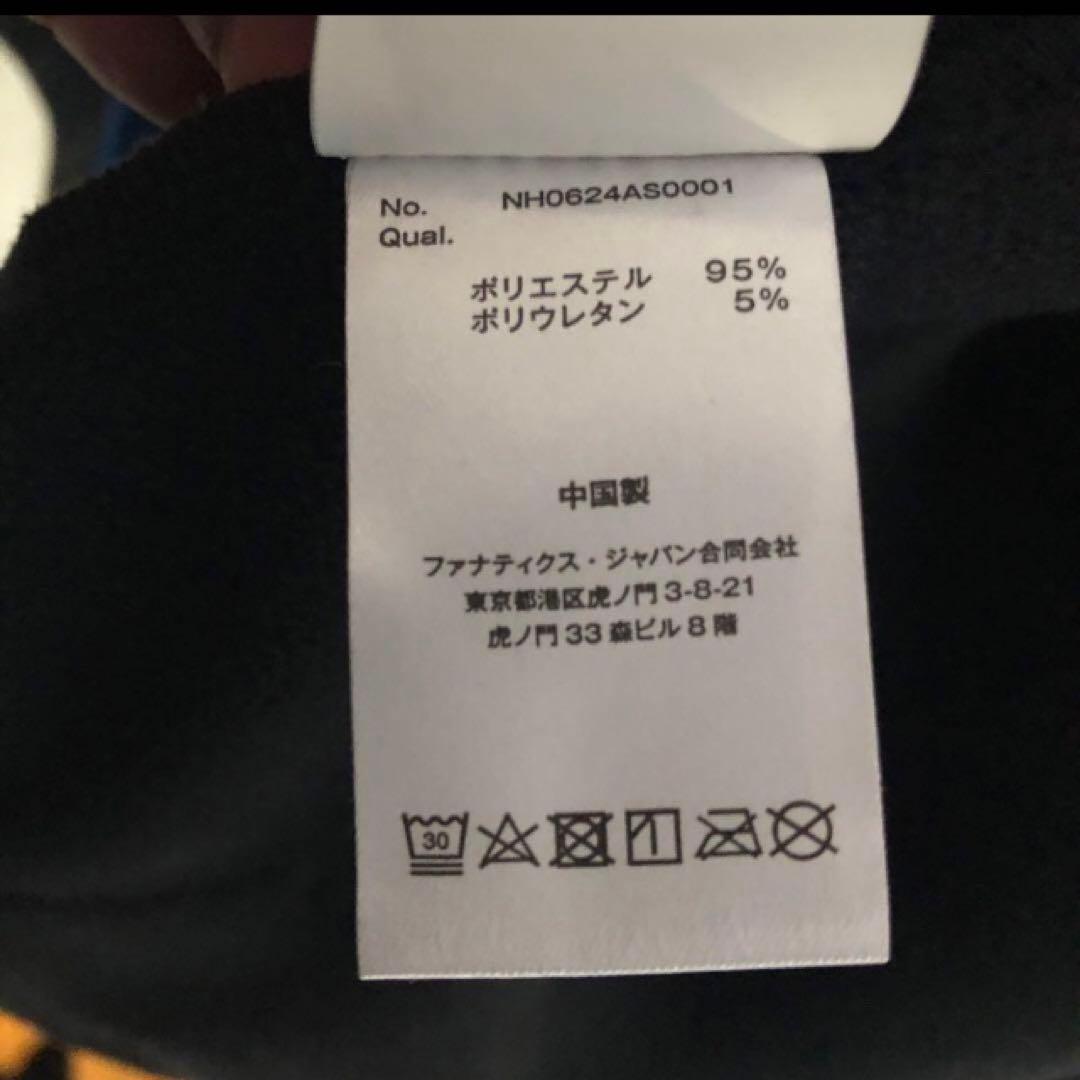 No. NH0624AS0001
Qual.
ポリエステル 95%
ポリウレタン 5%
中国製
ファナティクス・ジャパン合同会社
東京都港区虎ノ門 3-8-21
虎ノ門 33 森ビル 8 階
30